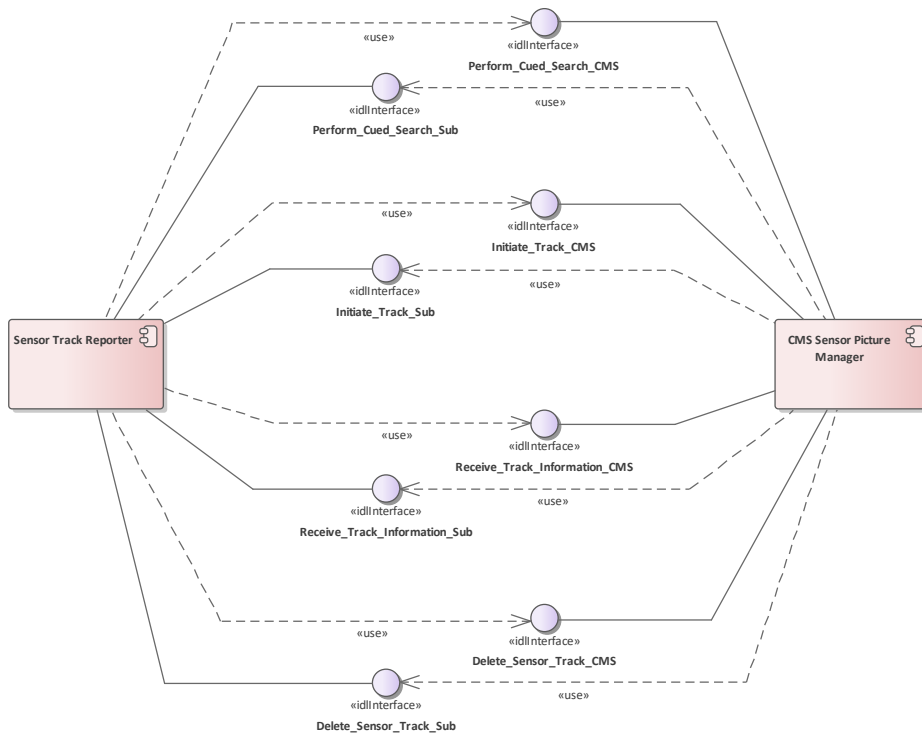 «use»
«idlInterface»
Perform_Cued_Search_CMS
«use»
«idlInterface»
Perform_Cued_Search_Sub
«use»
«idlInterface»
Initiate_Track_CMS
«use»
«idlInterface»
Initiate_Track_Sub
Sensor Track Reporter
CMS Sensor Picture
Manager
«use»
«idlInterface»
Receive_Track_Information_CMS
«use»
«idlInterface»
Receive_Track_Information_Sub
«use»
«idlInterface»
Delete_Sensor_Track_CMS
«use»
«idlInterface»
Delete_Sensor_Track_Sub